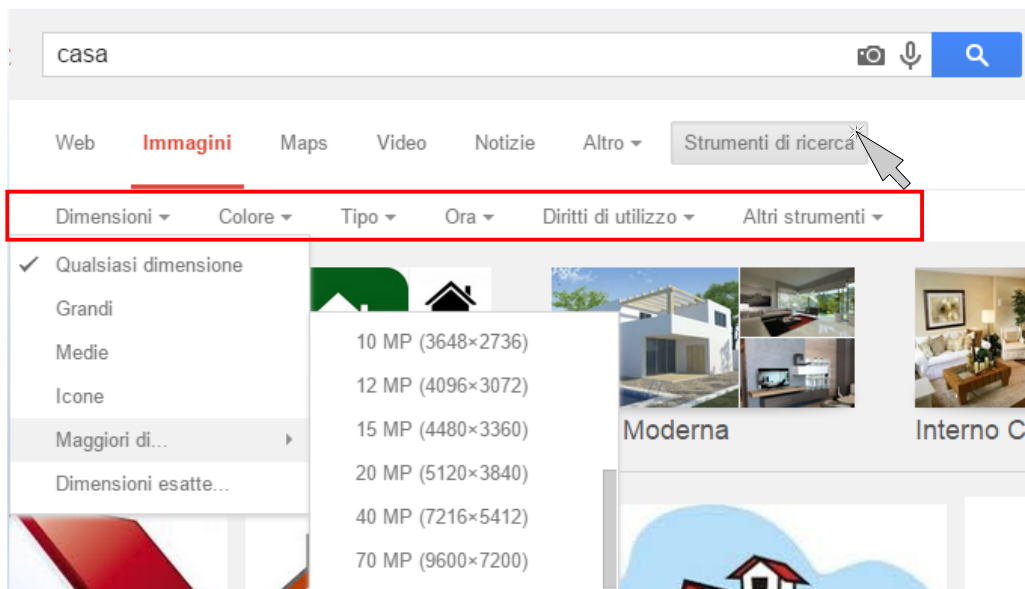 casa
Web Immagini Maps Video Notizie Altro Strumenti di ricerca
Dimensioni Colore Tipo Ora Diritti di utilizzo Altri strumenti
Qualsiasi dimensione
Grandi
Medie
Icone
Maggiori di...
Dimensioni esatte...
10 MP (3648×2736)
12 MP (4096×3072)
15 MP (4480×3360)
20 MP (5120×3840)
40 MP (7216×5412)
70 MP (9600×7200)
Moderna
Interno C